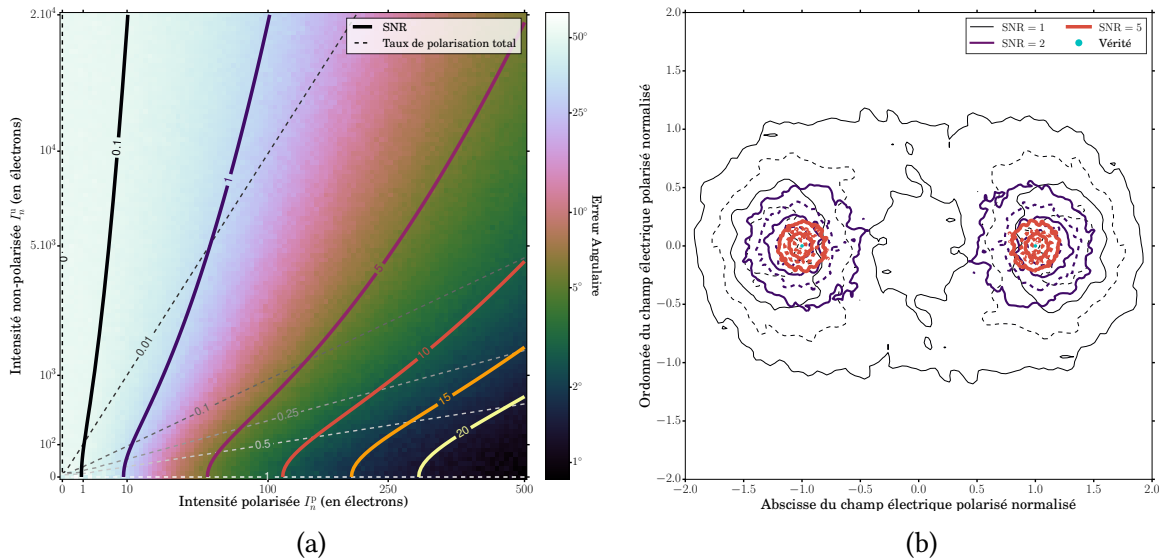 2.10⁴
10⁴
5.10³
10³
10²
0
Intensité non-polarisée Iₙᵘ (en électrons)
SNR
Taux de polarisation total
0
0.1
1
5
10
15
20
0.01
0.1
0.25
0.5
1
0 1 10 100 250 500
Intensité polarisée Iₙᵖ (en électrons)
50°
25°
10°
5°
2°
1°
Erreur Angulaire
(a)
SNR = 1
SNR = 2
SNR = 5
Vérité
2.0
1.5
1.0
0.5
0.0
−0.5
−1.0
−1.5
−2.0
Ordonnée du champ électrique polarisé normalisé
−2.0 −1.5 −1.0 −0.5 0.0 0.5 1.0 1.5 2.0
Abscisse du champ électrique polarisé normalisé
(b)